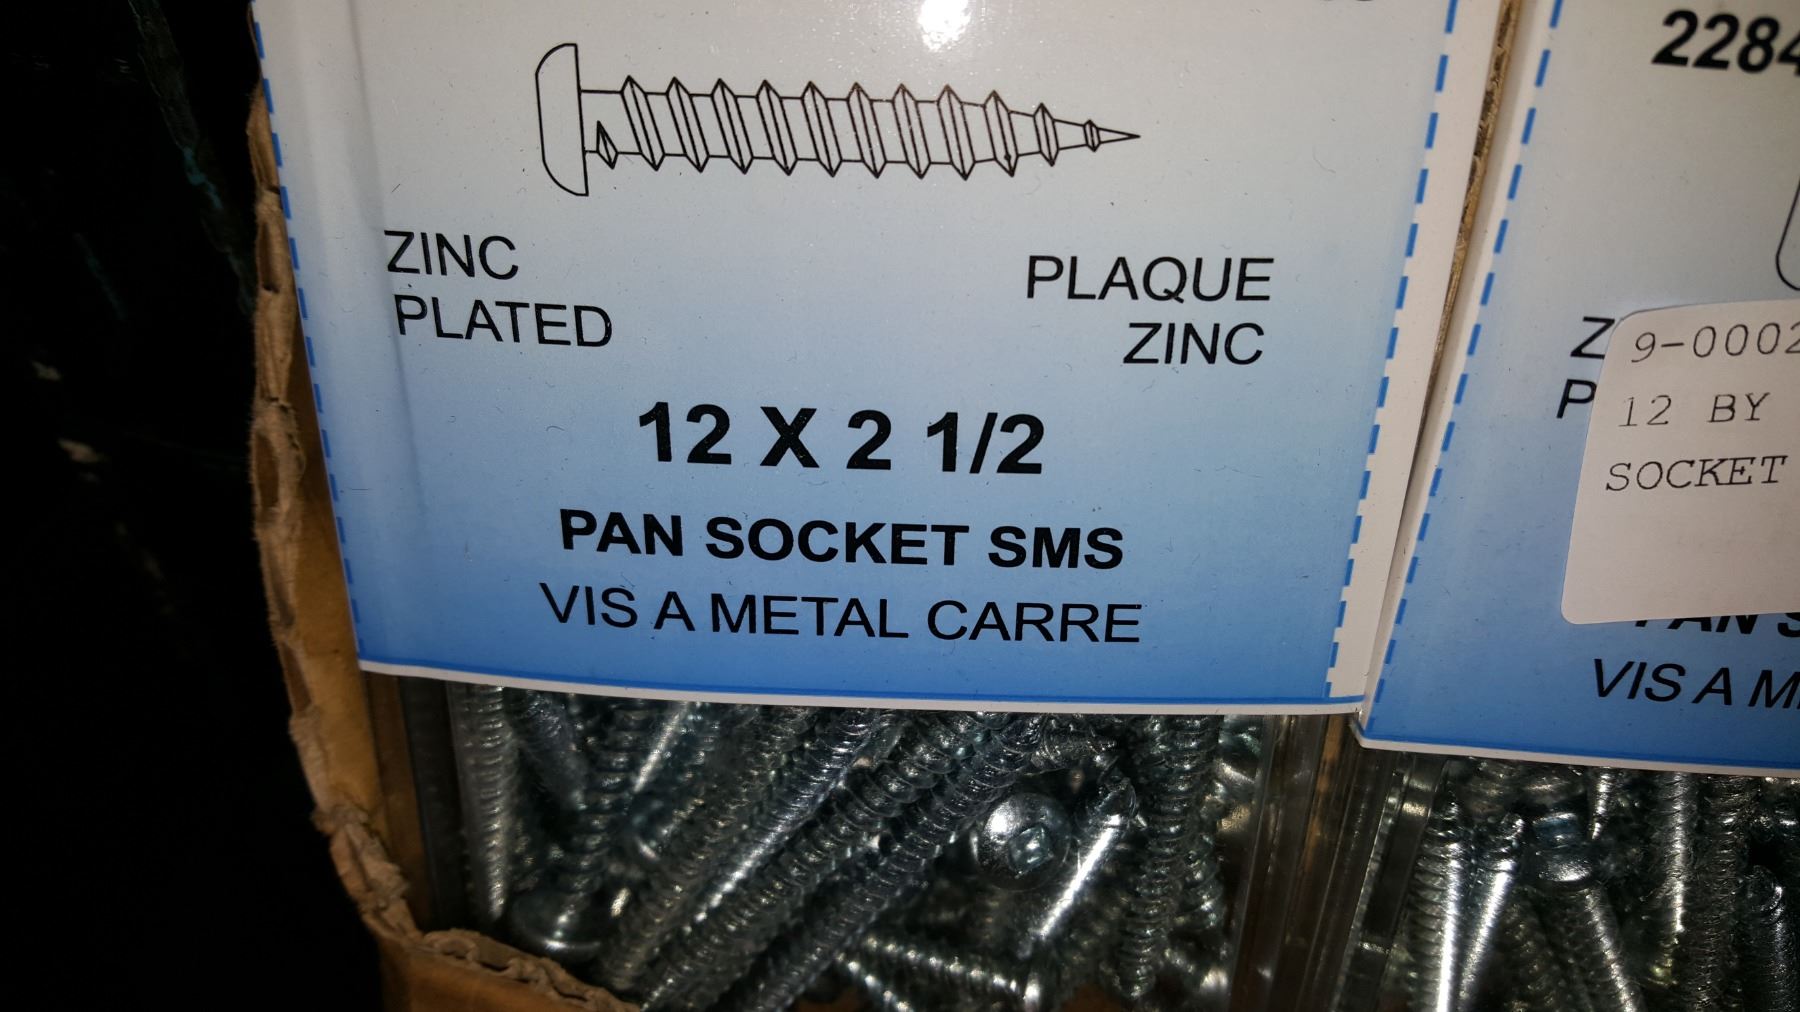 ZINC
PLATED
PLAQUE
ZINC
12 X 2 1/2
PAN SOCKET SMS
VIS A METAL CARRE
2284
9-0002
12 BY
SOCKET
VIS A M